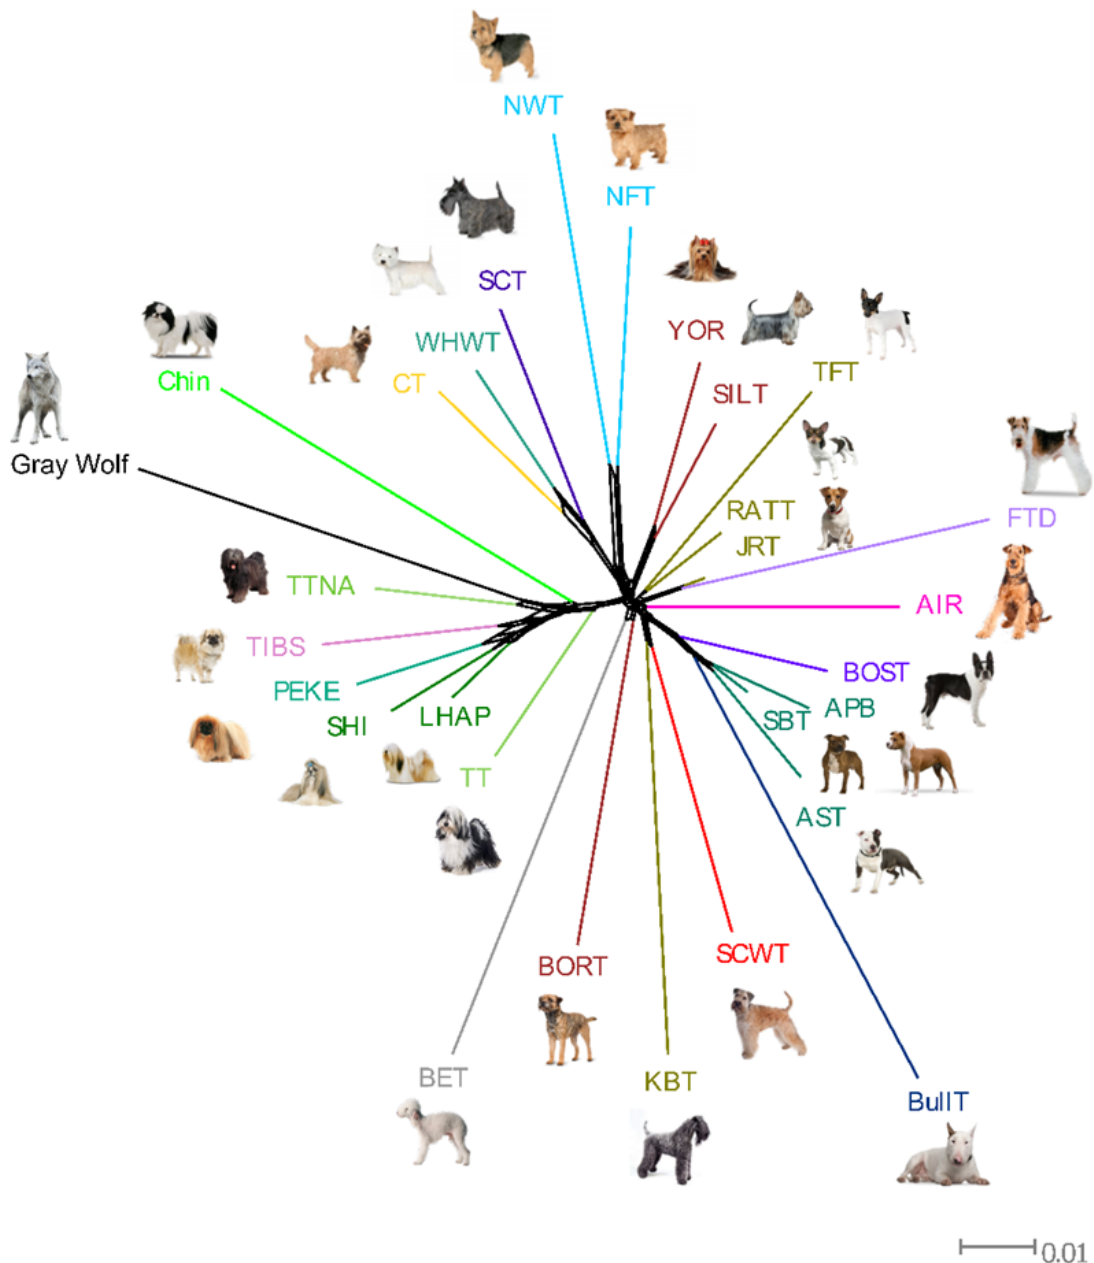 NWT
NFT
SCT
YOR
WHWT
TFT
Chin
CT
SILT
Gray Wolf
RATT
FTD
JRT
TTNA
AIR
TIBS
BOST
PEKE
LHAP
SBT
APB
SHI
TT
AST
SCWT
BORT
BET
KBT
BullT
0.01